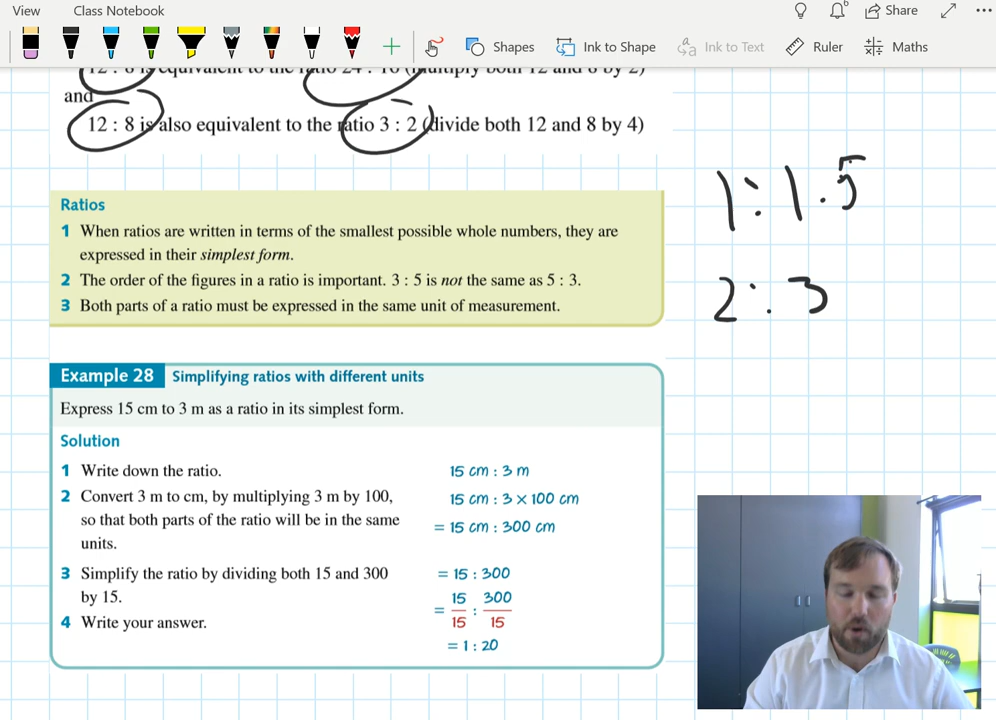 View Class Notebook Share
Shapes Ink to Shape Ink to Text Ruler Maths
and
12 : 8 is also equivalent to the ratio 3 : 2 (divide both 12 and 8 by 4)
Ratios
1 When ratios are written in terms of the smallest possible whole numbers, they are
expressed in their simplest form.
2 The order of the figures in a ratio is important. 3 : 5 is not the same as 5 : 3.
3 Both parts of a ratio must be expressed in the same unit of measurement.
1 : 1.5
2 : 3
Example 28 Simplifying ratios with different units
Express 15 cm to 3 m as a ratio in its simplest form.
Solution
1 Write down the ratio. 15 cm : 3 m
2 Convert 3 m to cm, by multiplying 3 m by 100, 15 cm : 3 × 100 cm
so that both parts of the ratio will be in the same = 15 cm : 300 cm
units.
3 Simplify the ratio by dividing both 15 and 300 = 15 : 300
by 15. = 15/15 : 300/15
4 Write your answer. = 1 : 20